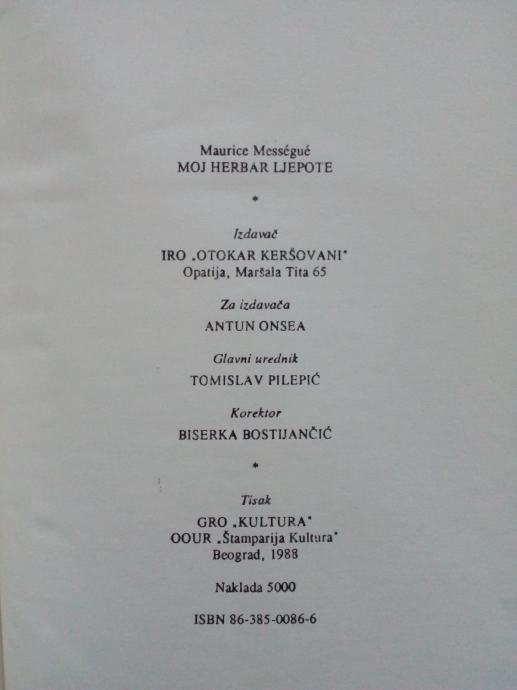 Maurice Mességué
MOJ HERBAR LJEPOTE
*
Izdavač
IRO „OTOKAR KERŠOVANI"
Opatija, Maršala Tita 65
Za izdavača
ANTUN ONSEA
Glavni urednik
TOMISLAV PILEPIĆ
Korektor
BISERKA BOSTIJANČIĆ
*
Tisak
GRO „KULTURA"
OOUR „Štamparija Kultura"
Beograd, 1988
Naklada 5000
ISBN 86-385-0086-6